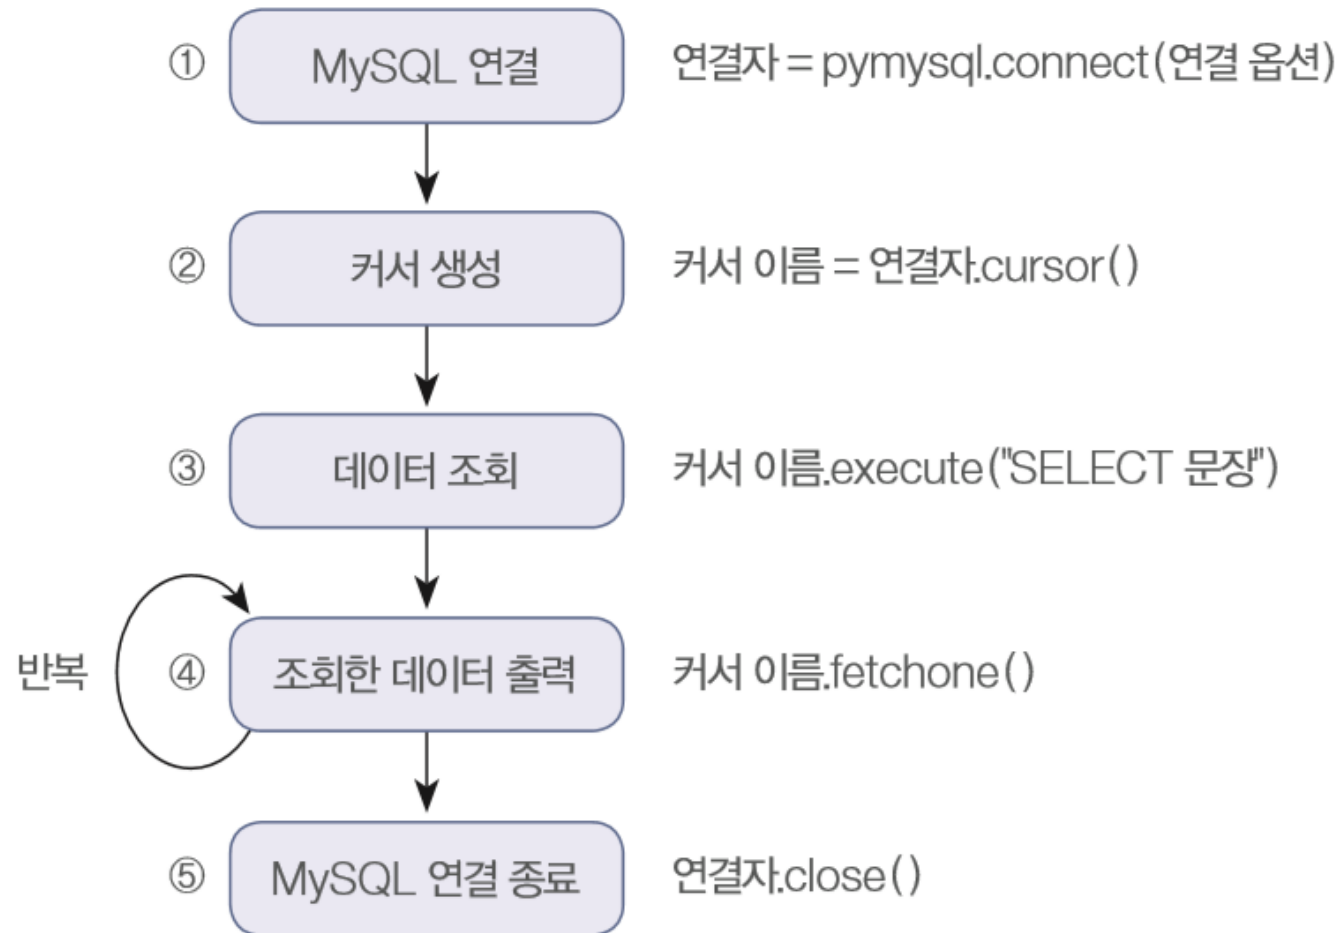 ① MySQL 연결 연결자 = pymysql.connect(연결 옵션)
② 커서 생성 커서 이름 = 연결자.cursor()
③ 데이터 조회 커서 이름.execute("SELECT 문장")
반복 ④ 조회한 데이터 출력 커서 이름.fetchone()
⑤ MySQL 연결 종료 연결자.close()